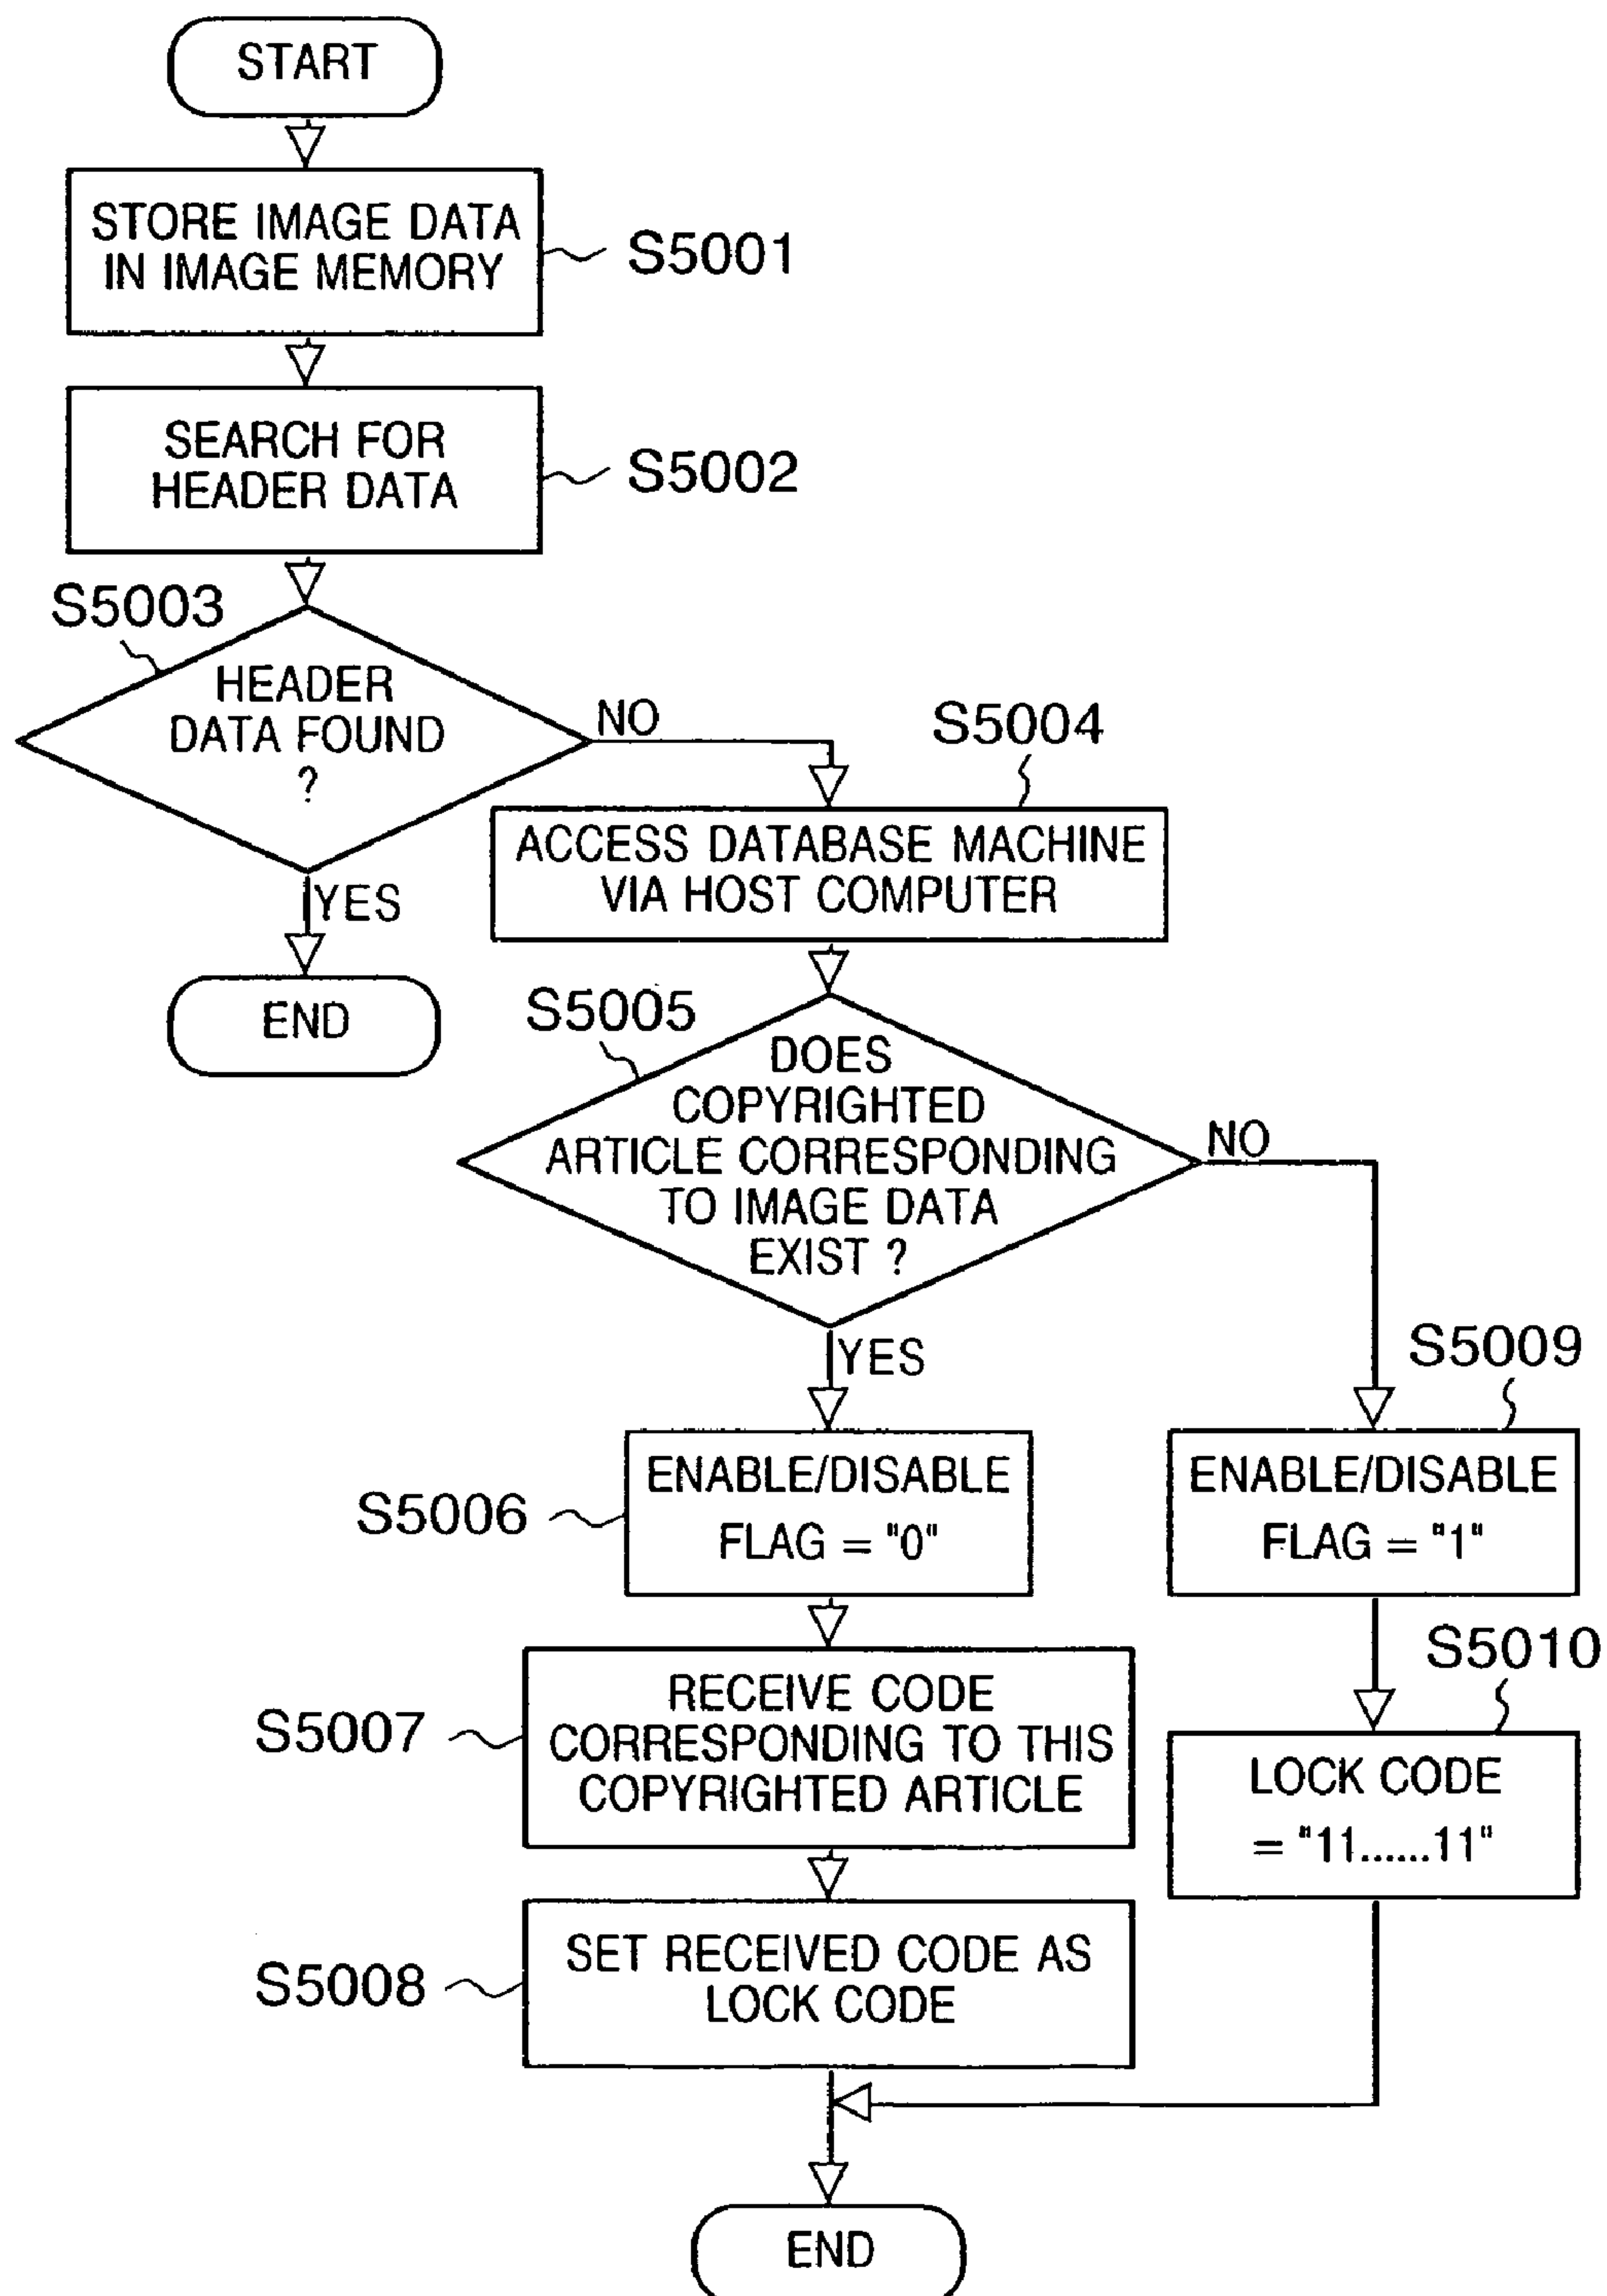 START
STORE IMAGE DATA
IN IMAGE MEMORY
S5001
SEARCH FOR
HEADER DATA
S5002
S5003
HEADER
DATA FOUND
?
NO
YES
END
S5004
ACCESS DATABASE MACHINE
VIA HOST COMPUTER
S5005
DOES
COPYRIGHTED
ARTICLE CORRESPONDING
TO IMAGE DATA
EXIST ?
NO
YES
S5006
ENABLE/DISABLE
FLAG = "0"
S5007
RECEIVE CODE
CORRESPONDING TO THIS
COPYRIGHTED ARTICLE
S5008
SET RECEIVED CODE AS
LOCK CODE
S5009
ENABLE/DISABLE
FLAG = "1"
S5010
LOCK CODE
= "11......11"
END